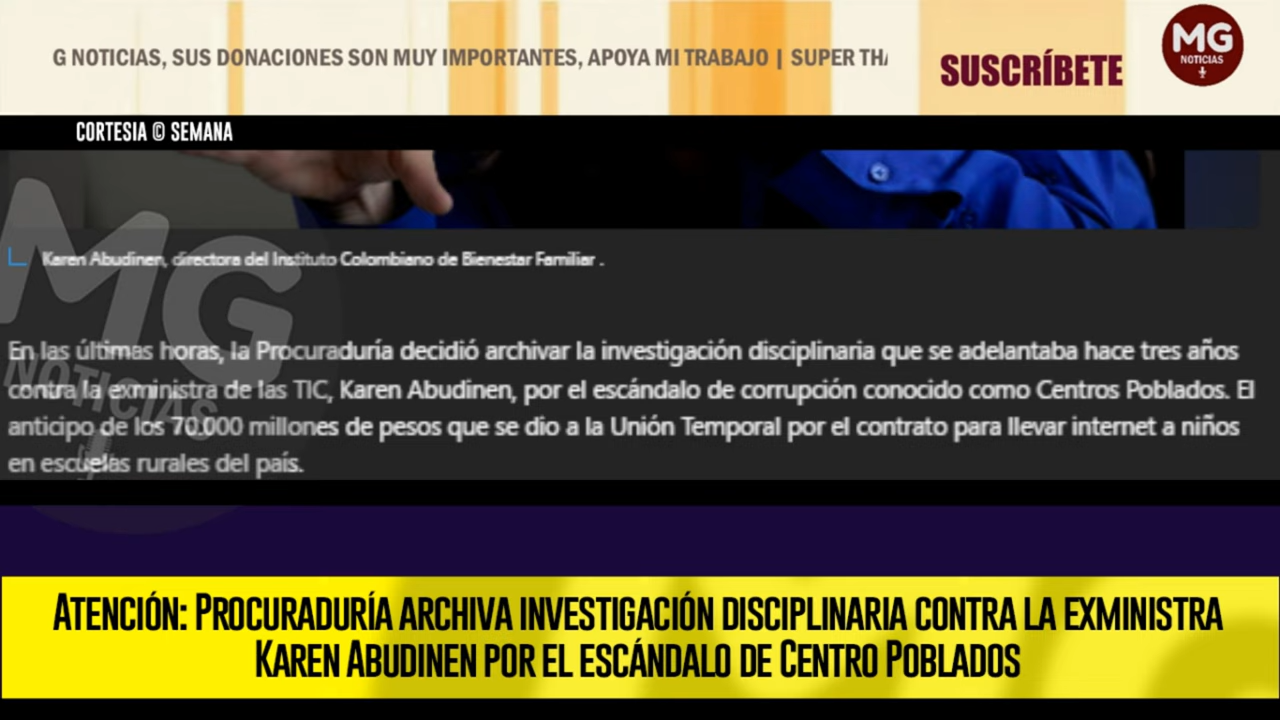 G NOTICIAS, SUS DONACIONES SON MUY IMPORTANTES, APOYA MI TRABAJO | SUPER THA
SUSCRÍBETE
MG
NOTICIAS
CORTESIA © SEMANA
Karen Abudinen, directora del Instituto Colombiano de Bienestar Familiar .
En las últimas horas, la Procuraduría decidió archivar la investigación disciplinaria que se adelantaba hace tres años
contra la exministra de las TIC, Karen Abudinen, por el escándalo de corrupción conocido como Centros Poblados. El
anticipo de los 70.000 millones de pesos que se dio a la Unión Temporal por el contrato para llevar internet a niños
en escuelas rurales del país.
MG
NOTICIAS
ATENCIÓN: PROCURADURÍA ARCHIVA INVESTIGACIÓN DISCIPLINARIA CONTRA LA EXMINISTRA
KAREN ABUDINEN POR EL ESCÁNDALO DE CENTRO POBLADOS